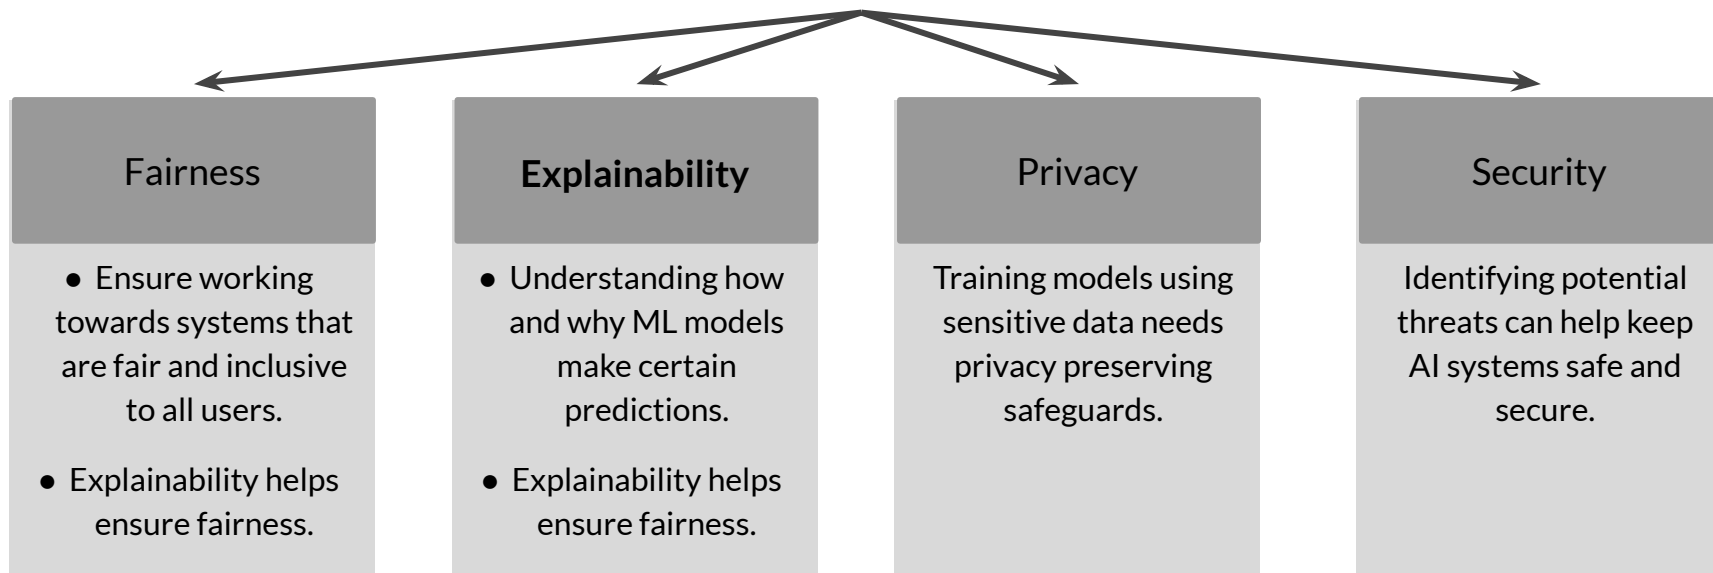 Fairness
● Ensure working
towards systems that
are fair and inclusive
to all users.
● Explainability helps
ensure fairness.
Explainability
● Understanding how
and why ML models
make certain
predictions.
● Explainability helps
ensure fairness.
Privacy
Training models using
sensitive data needs
privacy preserving
safeguards.
Security
Identifying potential
threats can help keep
AI systems safe and
secure.